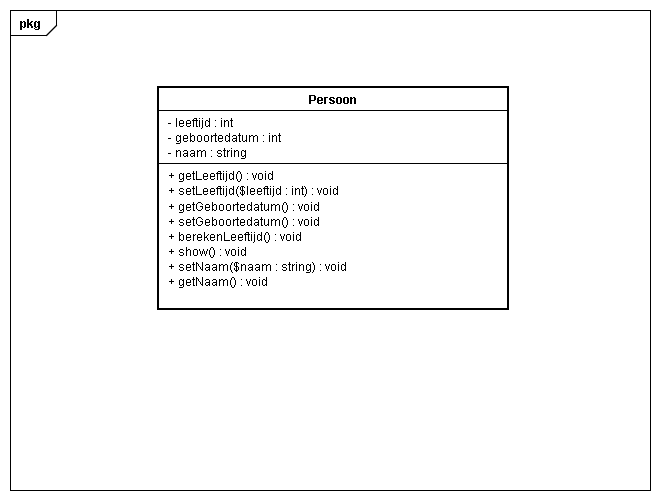 pkg
Persoon
- leeftijd : int
- geboortedatum : int
- naam : string
+ getLeeftijd() : void
+ setLeeftijd($leeftijd : int) : void
+ getGeboortedatum() : void
+ setGeboortedatum() : void
+ berekenLeeftijd() : void
+ show() : void
+ setNaam($naam : string) : void
+ getNaam() : void